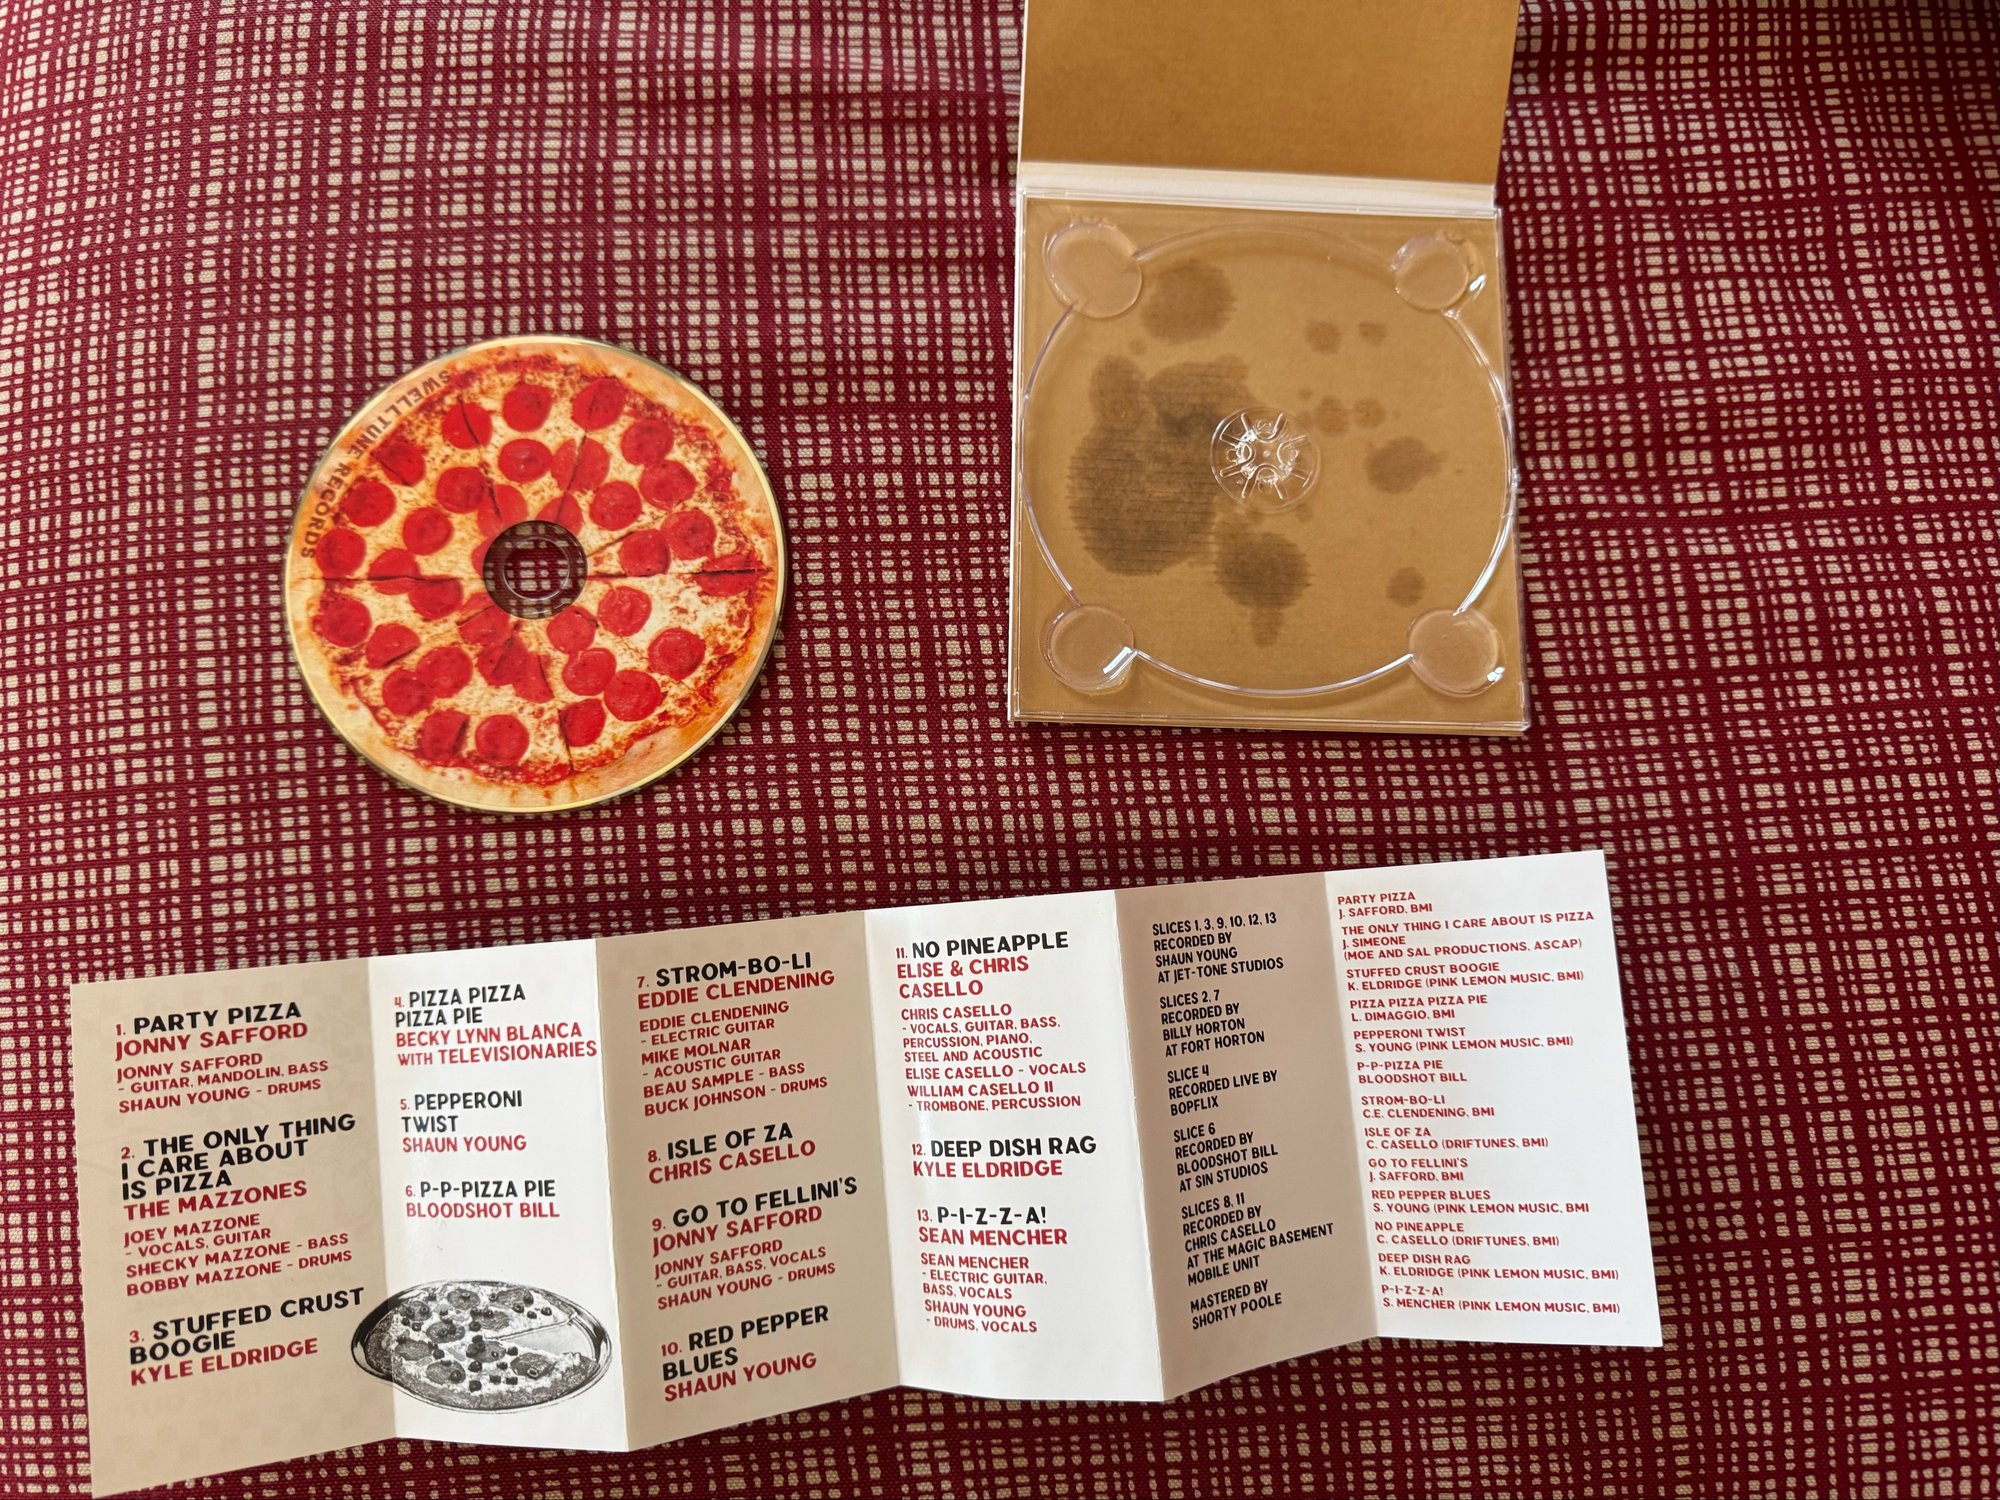 SWELLTUNE RECORDS
1. PARTY PIZZA
JONNY SAFFORD
JONNY SAFFORD
- GUITAR, MANDOLIN, BASS
SHAUN YOUNG - DRUMS
2. THE ONLY THING
I CARE ABOUT
IS PIZZA
THE MAZZONES
JOEY MAZZONE
- VOCALS, GUITAR
SHECKY MAZZONE - BASS
BOBBY MAZZONE - DRUMS
3. STUFFED CRUST
BOOGIE
KYLE ELDRIDGE
4. PIZZA PIZZA
PIZZA PIE
BECKY LYNN BLANCA
WITH TELEVISIONARIES
5. PEPPERONI
TWIST
SHAUN YOUNG
6. P-P-PIZZA PIE
BLOODSHOT BILL
7. STROM-BO-LI
EDDIE CLENDENING
EDDIE CLENDENING
- ELECTRIC GUITAR
MIKE MOLNAR
- ACOUSTIC GUITAR
BEAU SAMPLE - BASS
BUCK JOHNSON - DRUMS
8. ISLE OF ZA
CHRIS CASELLO
9. GO TO FELLINI'S
JONNY SAFFORD
JONNY SAFFORD
- GUITAR, BASS, VOCALS
SHAUN YOUNG - DRUMS
10. RED PEPPER
BLUES
SHAUN YOUNG
11. NO PINEAPPLE
ELISE & CHRIS
CASELLO
CHRIS CASELLO
- VOCALS, GUITAR, BASS,
PERCUSSION, PIANO,
STEEL AND ACOUSTIC
ELISE CASELLO - VOCALS
WILLIAM CASELLO II
- TROMBONE, PERCUSSION
12. DEEP DISH RAG
KYLE ELDRIDGE
13. P-I-Z-Z-A!
SEAN MENCHER
SEAN MENCHER
- ELECTRIC GUITAR,
BASS, VOCALS
SHAUN YOUNG
- DRUMS, VOCALS
SLICES 1, 3, 9, 10, 12, 13
RECORDED BY
SHAUN YOUNG
AT JET-TONE STUDIOS
SLICES 2, 7
RECORDED BY
BILLY HORTON
AT FORT HORTON
SLICE 4
RECORDED LIVE BY
BOPFLIX
SLICE 6
RECORDED BY
BLOODSHOT BILL
AT SIN STUDIOS
SLICES 8, 11
RECORDED BY
CHRIS CASELLO
AT THE MAGIC BASEMENT
MOBILE UNIT
MASTERED BY
SHORTY POOLE
PARTY PIZZA
J. SAFFORD, BMI
THE ONLY THING I CARE ABOUT IS PIZZA
J. SIMEONE
(MOE AND SAL PRODUCTIONS, ASCAP)
STUFFED CRUST BOOGIE
K. ELDRIDGE (PINK LEMON MUSIC, BMI)
PIZZA PIZZA PIZZA PIE
L. DIMAGGIO, BMI
PEPPERONI TWIST
S. YOUNG (PINK LEMON MUSIC, BMI)
P-P-PIZZA PIE
BLOODSHOT BILL
STROM-BO-LI
C.E. CLENDENING, BMI
ISLE OF ZA
C. CASELLO (DRIFTUNES, BMI)
GO TO FELLINI'S
J. SAFFORD, BMI
RED PEPPER BLUES
S. YOUNG (PINK LEMON MUSIC, BMI
NO PINEAPPLE
C. CASELLO (DRIFTUNES, BMI)
DEEP DISH RAG
K. ELDRIDGE (PINK LEMON MUSIC, BMI)
P-I-Z-Z-A!
S. MENCHER (PINK LEMON MUSIC, BMI)